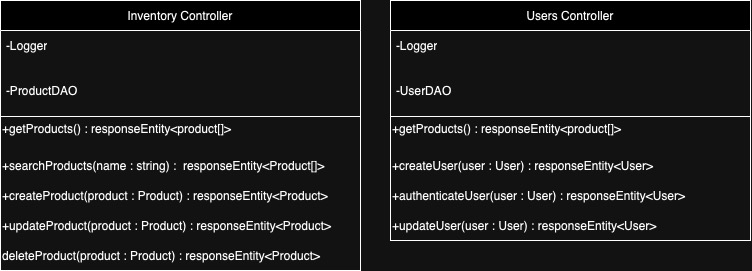 Inventory Controller
-Logger
-ProductDAO
+getProducts() : responseEntity<product[]>
+searchProducts(name : string) :  responseEntity<Product[]>
+createProduct(product : Product) : responseEntity<Product>
+updateProduct(product : Product) : responseEntity<Product>
deleteProduct(product : Product) : responseEntity<Product>
Users Controller
-Logger
-UserDAO
+getProducts() : responseEntity<product[]>
+createUser(user : User) : responseEntity<User>
+authenticateUser(user : User) : responseEntity<User>
+updateUser(user : User) : responseEntity<User>